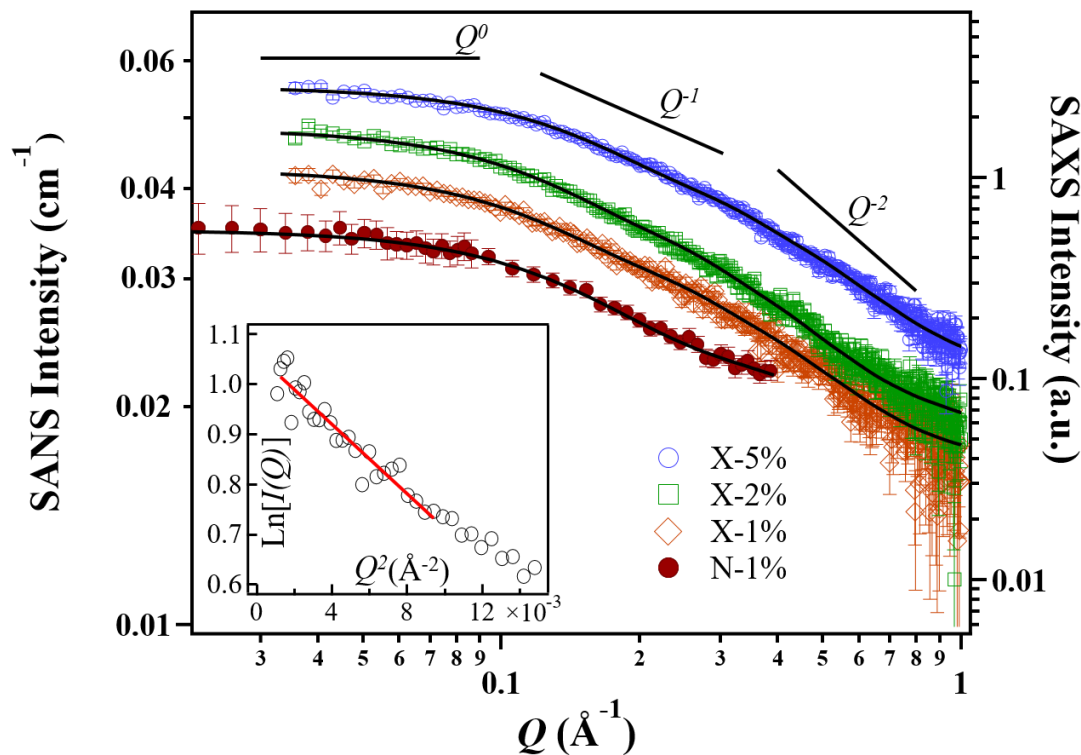 SANS Intensity (cm⁻¹)
0.06
0.04
0.03
0.02
0.01
Q⁰
Q⁻¹
Q⁻²
SAXS Intensity (a.u.)
1
0.1
0.01
X-5%
X-2%
X-1%
N-1%
Ln[I(Q)]
1.1
1.0
0.9
0.8
0.7
0.6
0 4 8 12 ×10⁻³
Q² (Å⁻²)
3 4 5 6 7 8 9 2 3 4 5 6 7 8 9
0.1 1
Q (Å⁻¹)